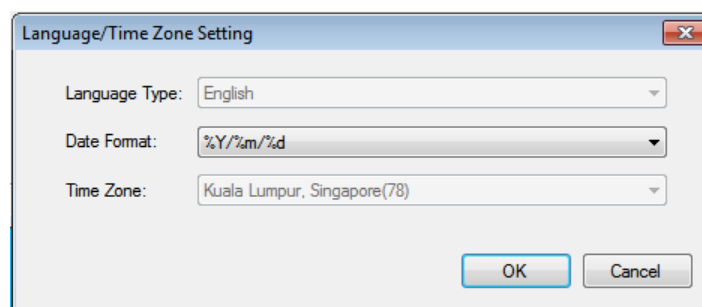 Language/Time Zone Setting
Language Type: English
Date Format: %Y/%m/%d
Time Zone: Kuala Lumpur, Singapore(78)
OK Cancel